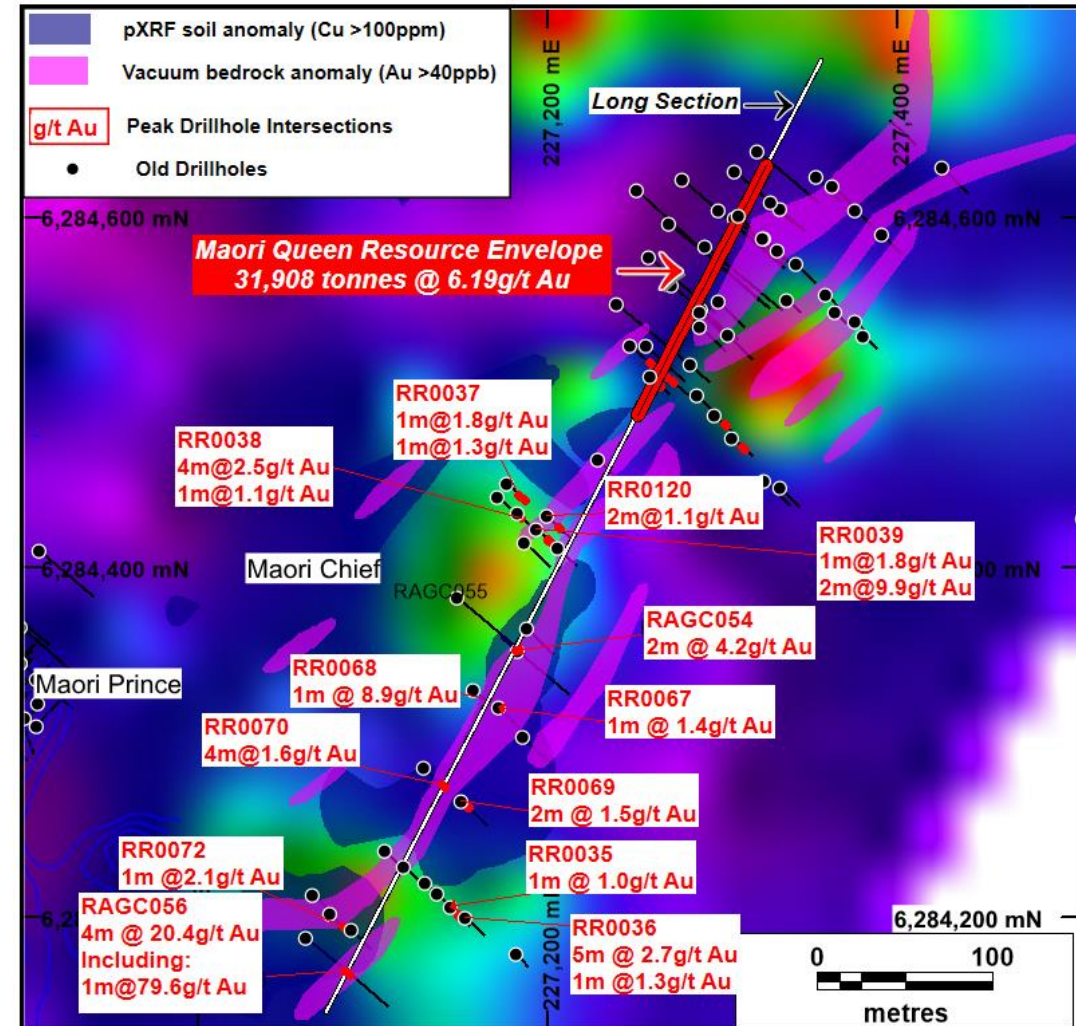 pXRF soil anomaly (Cu >100ppm)
Vacuum bedrock anomaly (Au >40ppb)
g/t Au Peak Drillhole Intersections
Old Drillholes
227,200 mE
227,400 mE
Long Section
6,284,600 mN
6,284,600 mN
Maori Queen Resource Envelope
31,908 tonnes @ 6.19g/t Au
RR0037
1m@1.8g/t Au
1m@1.3g/t Au
RR0038
4m@2.5g/t Au
1m@1.1g/t Au
RR0120
2m@1.1g/t Au
RR0039
1m@1.8g/t Au
2m@9.9g/t Au
6,284,400 mN
Maori Chief
RAGC055
RAGC054
2m @ 4.2g/t Au
Maori Prince
RR0068
1m @ 8.9g/t Au
RR0067
1m @ 1.4g/t Au
RR0070
4m@1.6g/t Au
RR0069
2m @ 1.5g/t Au
RR0072
1m @2.1g/t Au
RR0035
1m @ 1.0g/t Au
RAGC056
4m @ 20.4g/t Au
Including:
1m@79.6g/t Au
RR0036
5m @ 2.7g/t Au
1m @1.3g/t Au
227,200 m
6,284,200 mN
0 100
metres